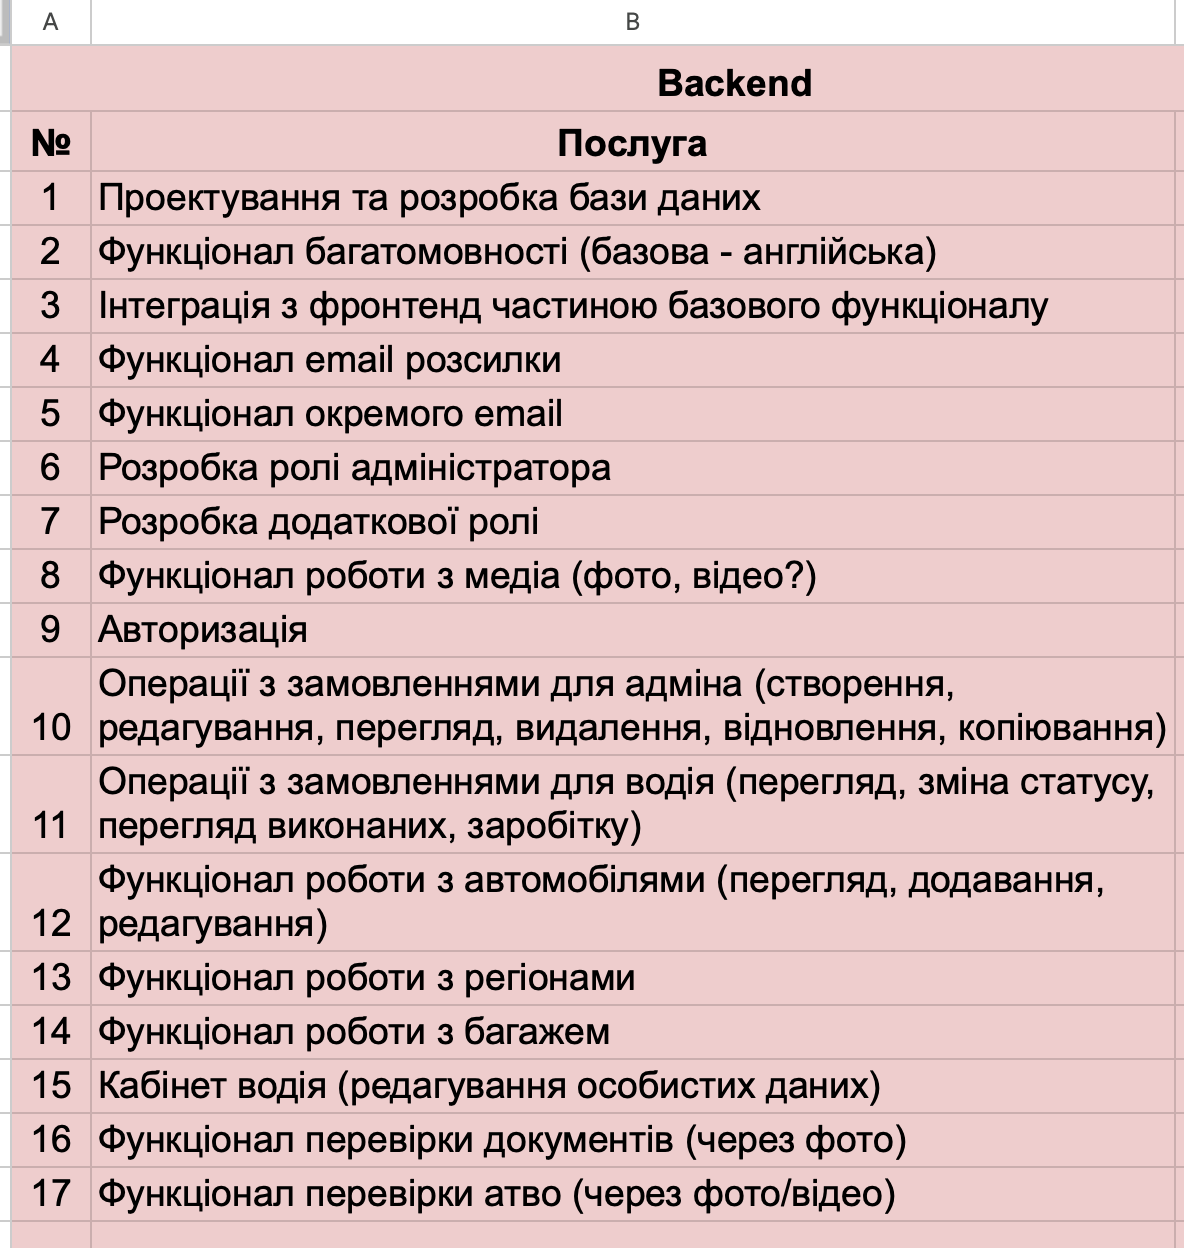 A B
Backend
№ Послуга
1 Проектування та розробка бази даних
2 Функціонал багатомовності (базова - англійська)
3 Інтеграція з фронтенд частиною базового функціоналу
4 Функціонал email розсилки
5 Функціонал окремого email
6 Розробка ролі адміністратора
7 Розробка додаткової ролі
8 Функціонал роботи з медіа (фото, відео?)
9 Авторизація
Операції з замовленнями для адміна (створення,
10 редагування, перегляд, видалення, відновлення, копіювання)
Операції з замовленнями для водія (перегляд, зміна статусу,
11 перегляд виконаних, заробітку)
Функціонал роботи з автомобілями (перегляд, додавання,
12 редагування)
13 Функціонал роботи з регіонами
14 Функціонал роботи з багажем
15 Кабінет водія (редагування особистих даних)
16 Функціонал перевірки документів (через фото)
17 Функціонал перевірки атво (через фото/відео)